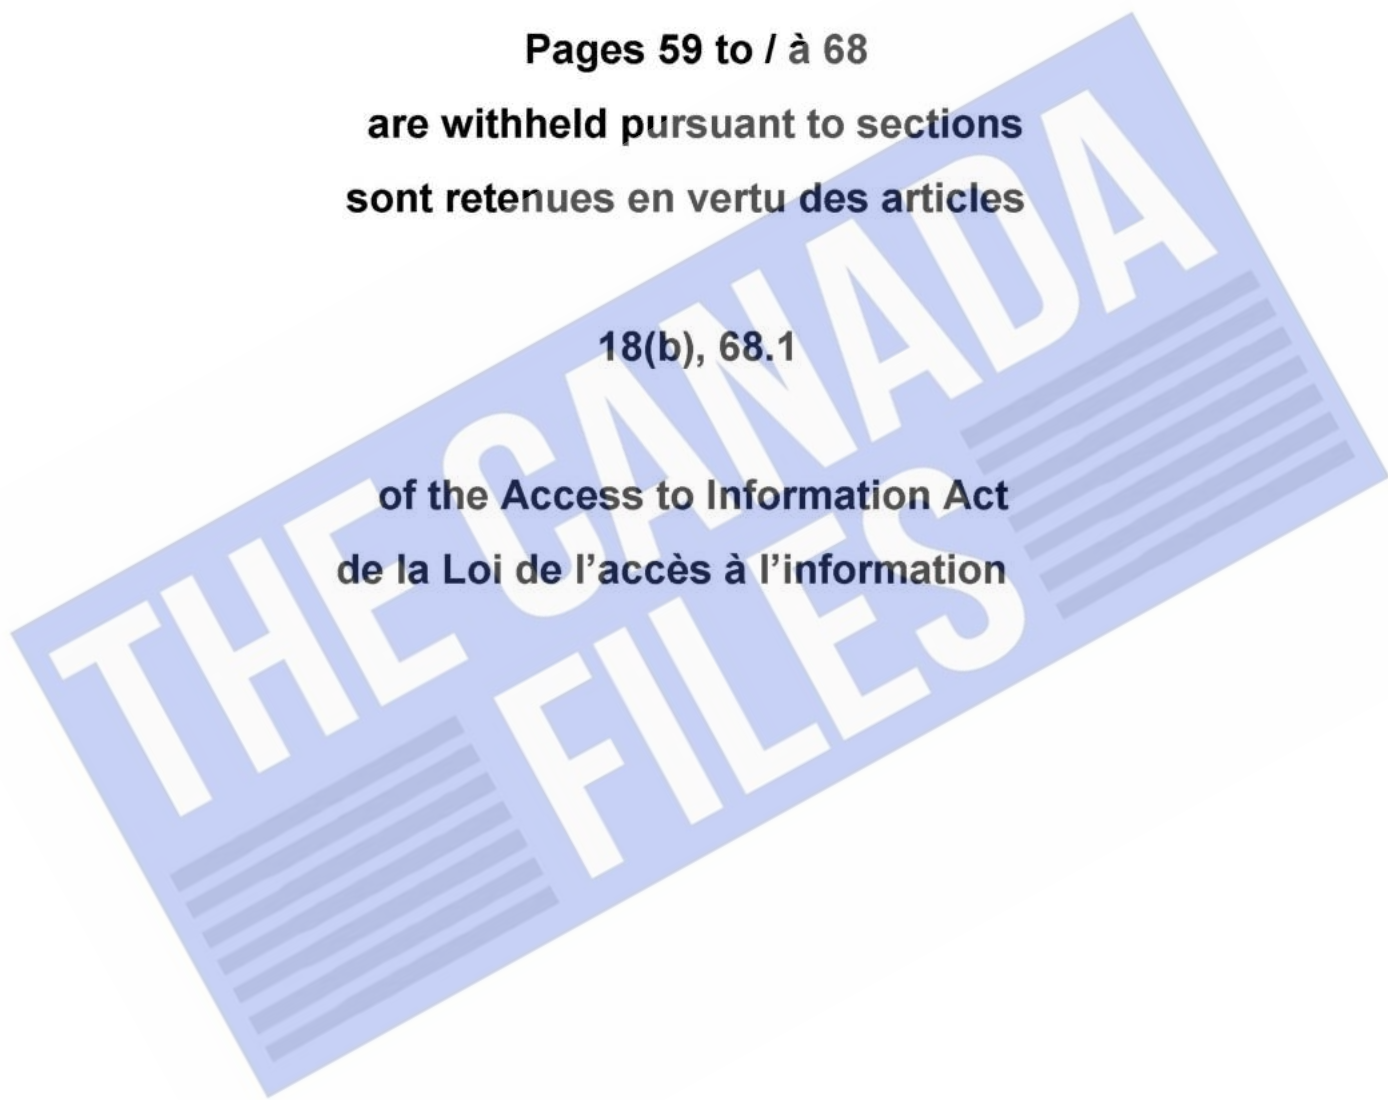 Pages 59 to / à 68
are withheld pursuant to sections
sont retenues en vertu des articles
18(b), 68.1
of the Access to Information Act
de la Loi de l’accès à l’information
THE CANADA
FILES